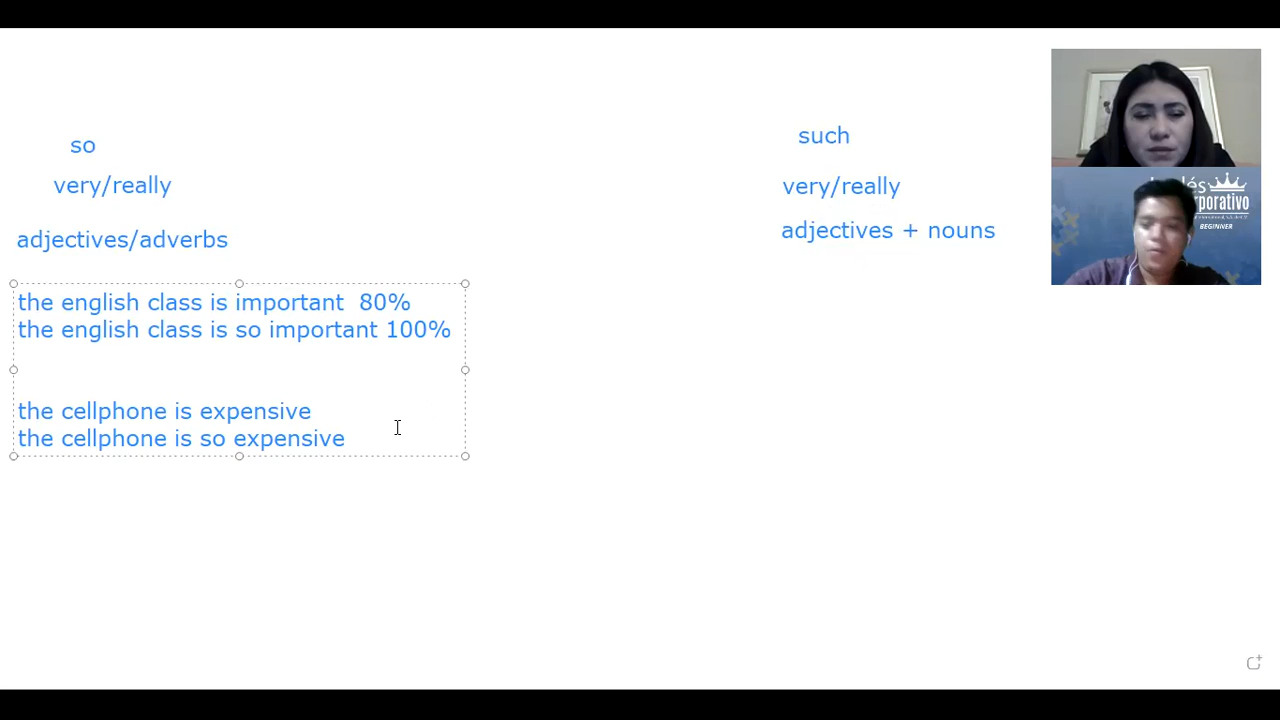 so
very/really
adjectives/adverbs
the english class is important 80%
the english class is so important 100%
the cellphone is expensive
the cellphone is so expensive
such
very/really
adjectives + nouns
BEGINNER